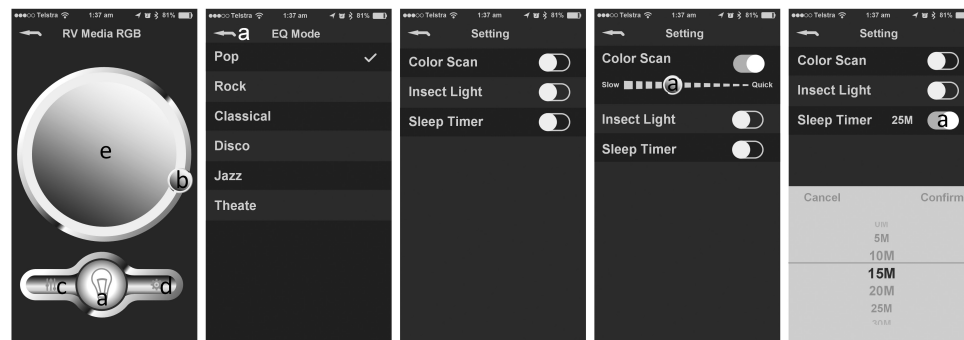 Telstra 1:37 am 81%
RV Media RGB
e
b
c
a
d
Telstra 1:37 am 81%
a EQ Mode
Pop
Rock
Classical
Disco
Jazz
Theate
Telstra 1:37 am 81%
Setting
Color Scan
Insect Light
Sleep Timer
Telstra 1:37 am 81%
Setting
Color Scan
Slow a Quick
Insect Light
Sleep Timer
Telstra 1:37 am 81%
Setting
Color Scan
Insect Light
Sleep Timer 25M a
Cancel Confirm
0M
5M
10M
15M
20M
25M
30M